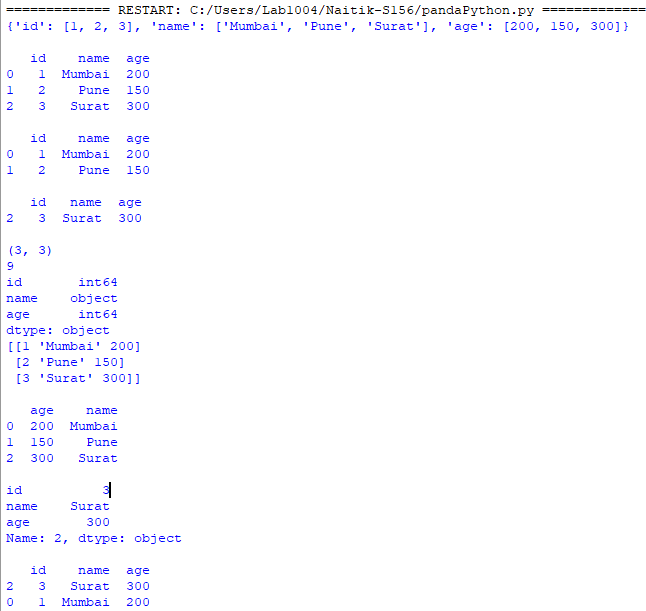 ============= RESTART: C:/Users/Lab1004/Naitik-S156/pandaPython.py =============
{'id': [1, 2, 3], 'name': ['Mumbai', 'Pune', 'Surat'], 'age': [200, 150, 300]}
   id    name  age
0   1  Mumbai  200
1   2    Pune  150
2   3   Surat  300
   id    name  age
0   1  Mumbai  200
1   2    Pune  150
   id   name  age
2   3  Surat  300
(3, 3)
9
id       int64
name    object
age      int64
dtype: object
[[1 'Mumbai' 200]
 [2 'Pune' 150]
 [3 'Surat' 300]]
   age    name
0  200  Mumbai
1  150    Pune
2  300   Surat
id          3
name    Surat
age       300
Name: 2, dtype: object
   id    name  age
2   3   Surat  300
0   1  Mumbai  200